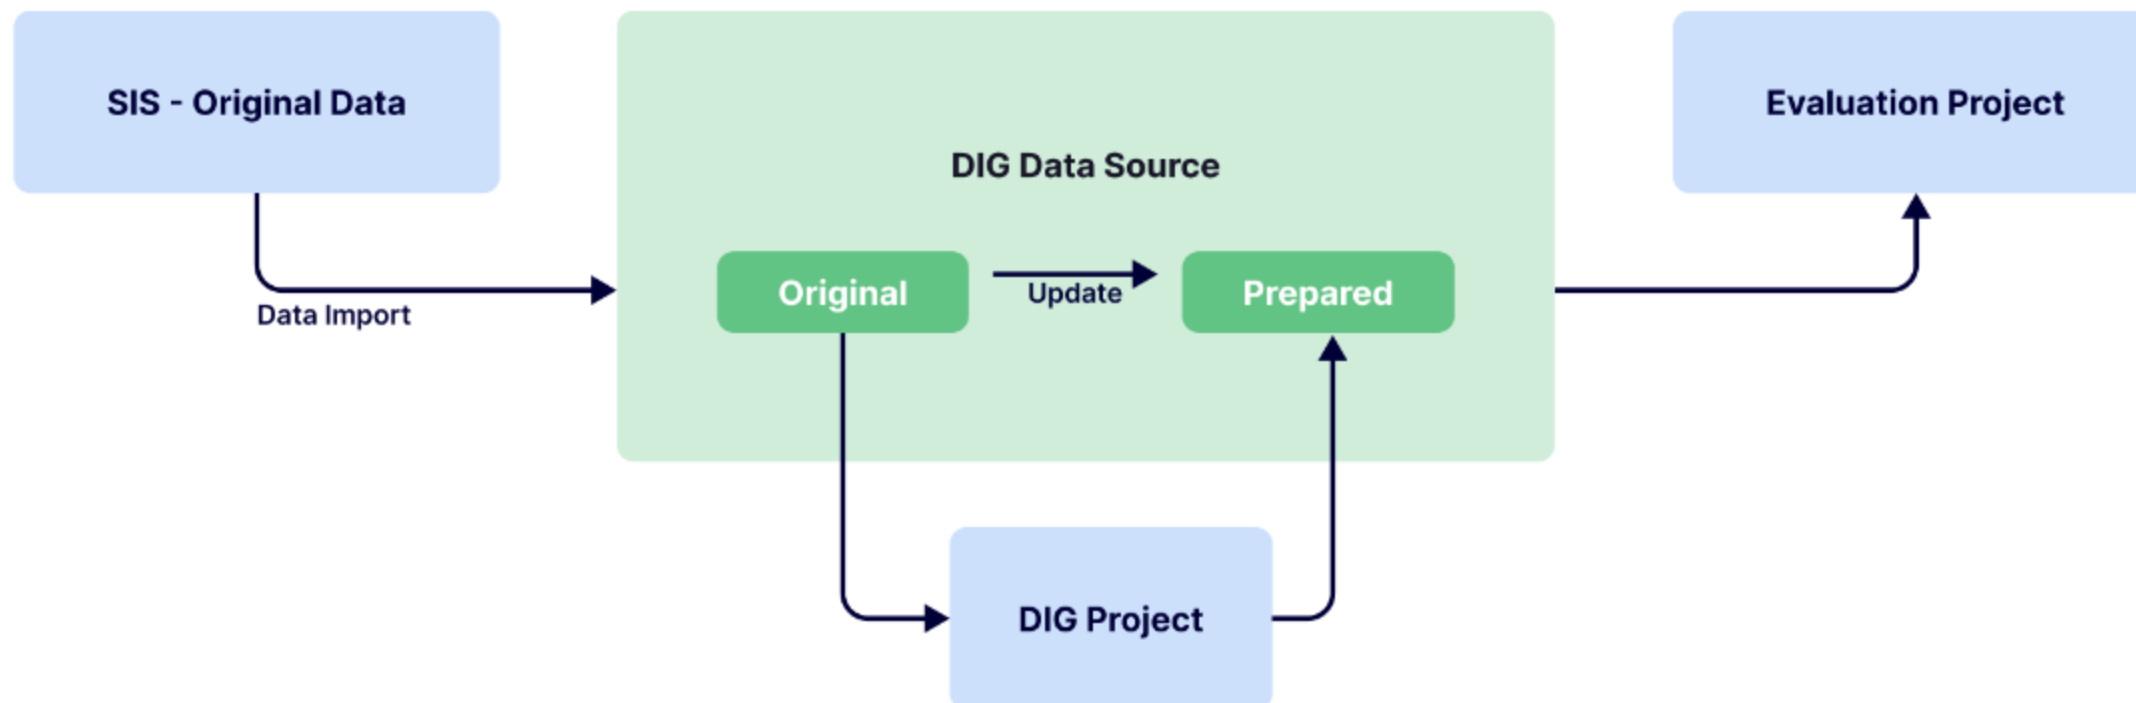 SIS - Original Data
Evaluation Project
DIG Data Source
Original
Update
Prepared
Data Import
DIG Project